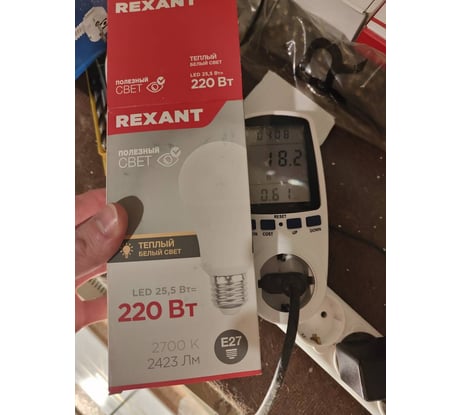 REXANT
ТЕПЛЫЙ
БЕЛЫЙ СВЕТ
ПОЛЕЗНЫЙ
СВЕТ
LED 25,5 Вт=
220 Вт
REXANT
ПОЛЕЗНЫЙ
СВЕТ
ТЕПЛЫЙ
БЕЛЫЙ СВЕТ
LED 25,5 Вт=
220 Вт
2700 K
2423 Лм
E27
18.2
0.61
RESET
COST
UP
DOWN